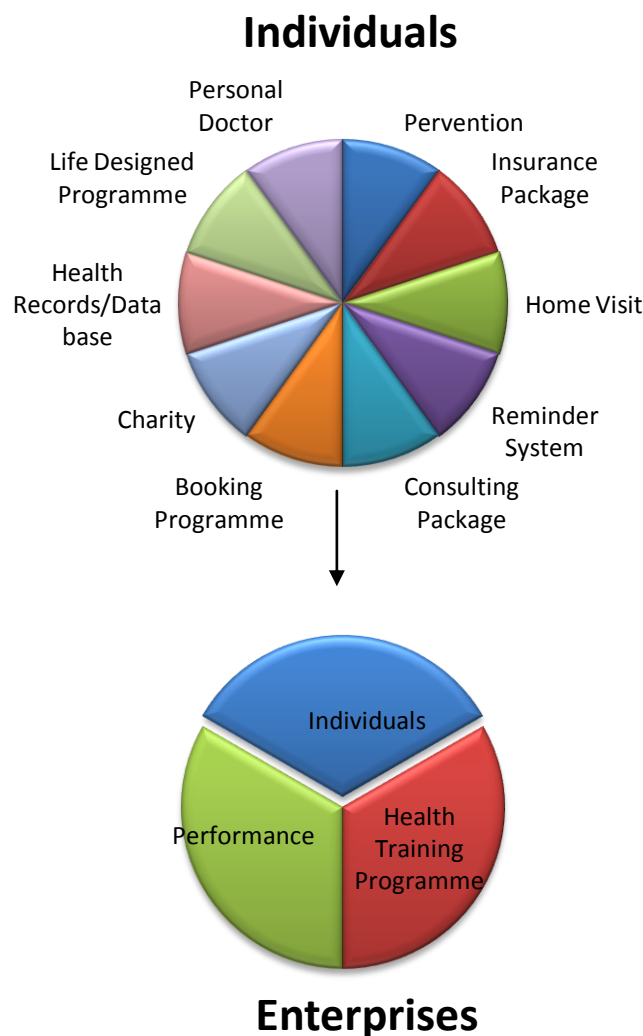 Individuals
Personal
Doctor
Pervention
Life Designed
Programme
Insurance
Package
Health
Records/Data
base
Home Visit
Charity
Reminder
System
Booking
Programme
Consulting
Package
Individuals
Performance
Health
Training
Programme
Enterprises